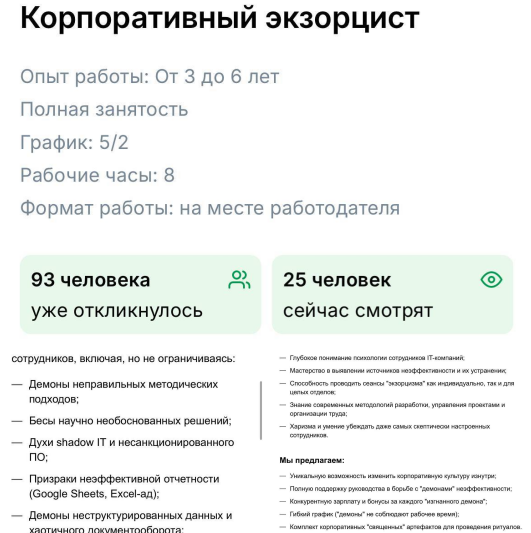 Корпоративный экзорцист
Опыт работы: От 3 до 6 лет
Полная занятость
График: 5/2
Рабочие часы: 8
Формат работы: на месте работодателя
93 человека
уже откликнулось
25 человек
сейчас смотрят
сотрудников, включая, но не ограничиваясь:
— Демоны неправильных методических
подходов;
— Бесы научно необоснованных решений;
— Духи shadow IT и несанкционированного
ПО;
— Призраки неэффективной отчетности
(Google Sheets, Excel-ад);
— Демоны неструктурированных данных и
хаотичного документооборота;
— Глубокое понимание психологии сотрудников IT-компаний;
— Мастерство в выявлении источников неэффективности и их устранении;
— Способность проводить сеансы "экзорцизма" как индивидуально, так и для
целых отделов;
— Знание современных методологий разработки, управления проектами и
организации труда;
— Харизма и умение убеждать даже самых скептически настроенных
сотрудников.
Мы предлагаем:
— Уникальную возможность изменить корпоративную культуру изнутри;
— Полную поддержку руководства в борьбе с "демонами" неэффективности;
— Конкурентную зарплату и бонусы за каждого "изгнанного демона";
— Гибкий график ("демоны" не соблюдают рабочее время);
— Комплект корпоративных "священных" артефактов для проведения ритуалов.